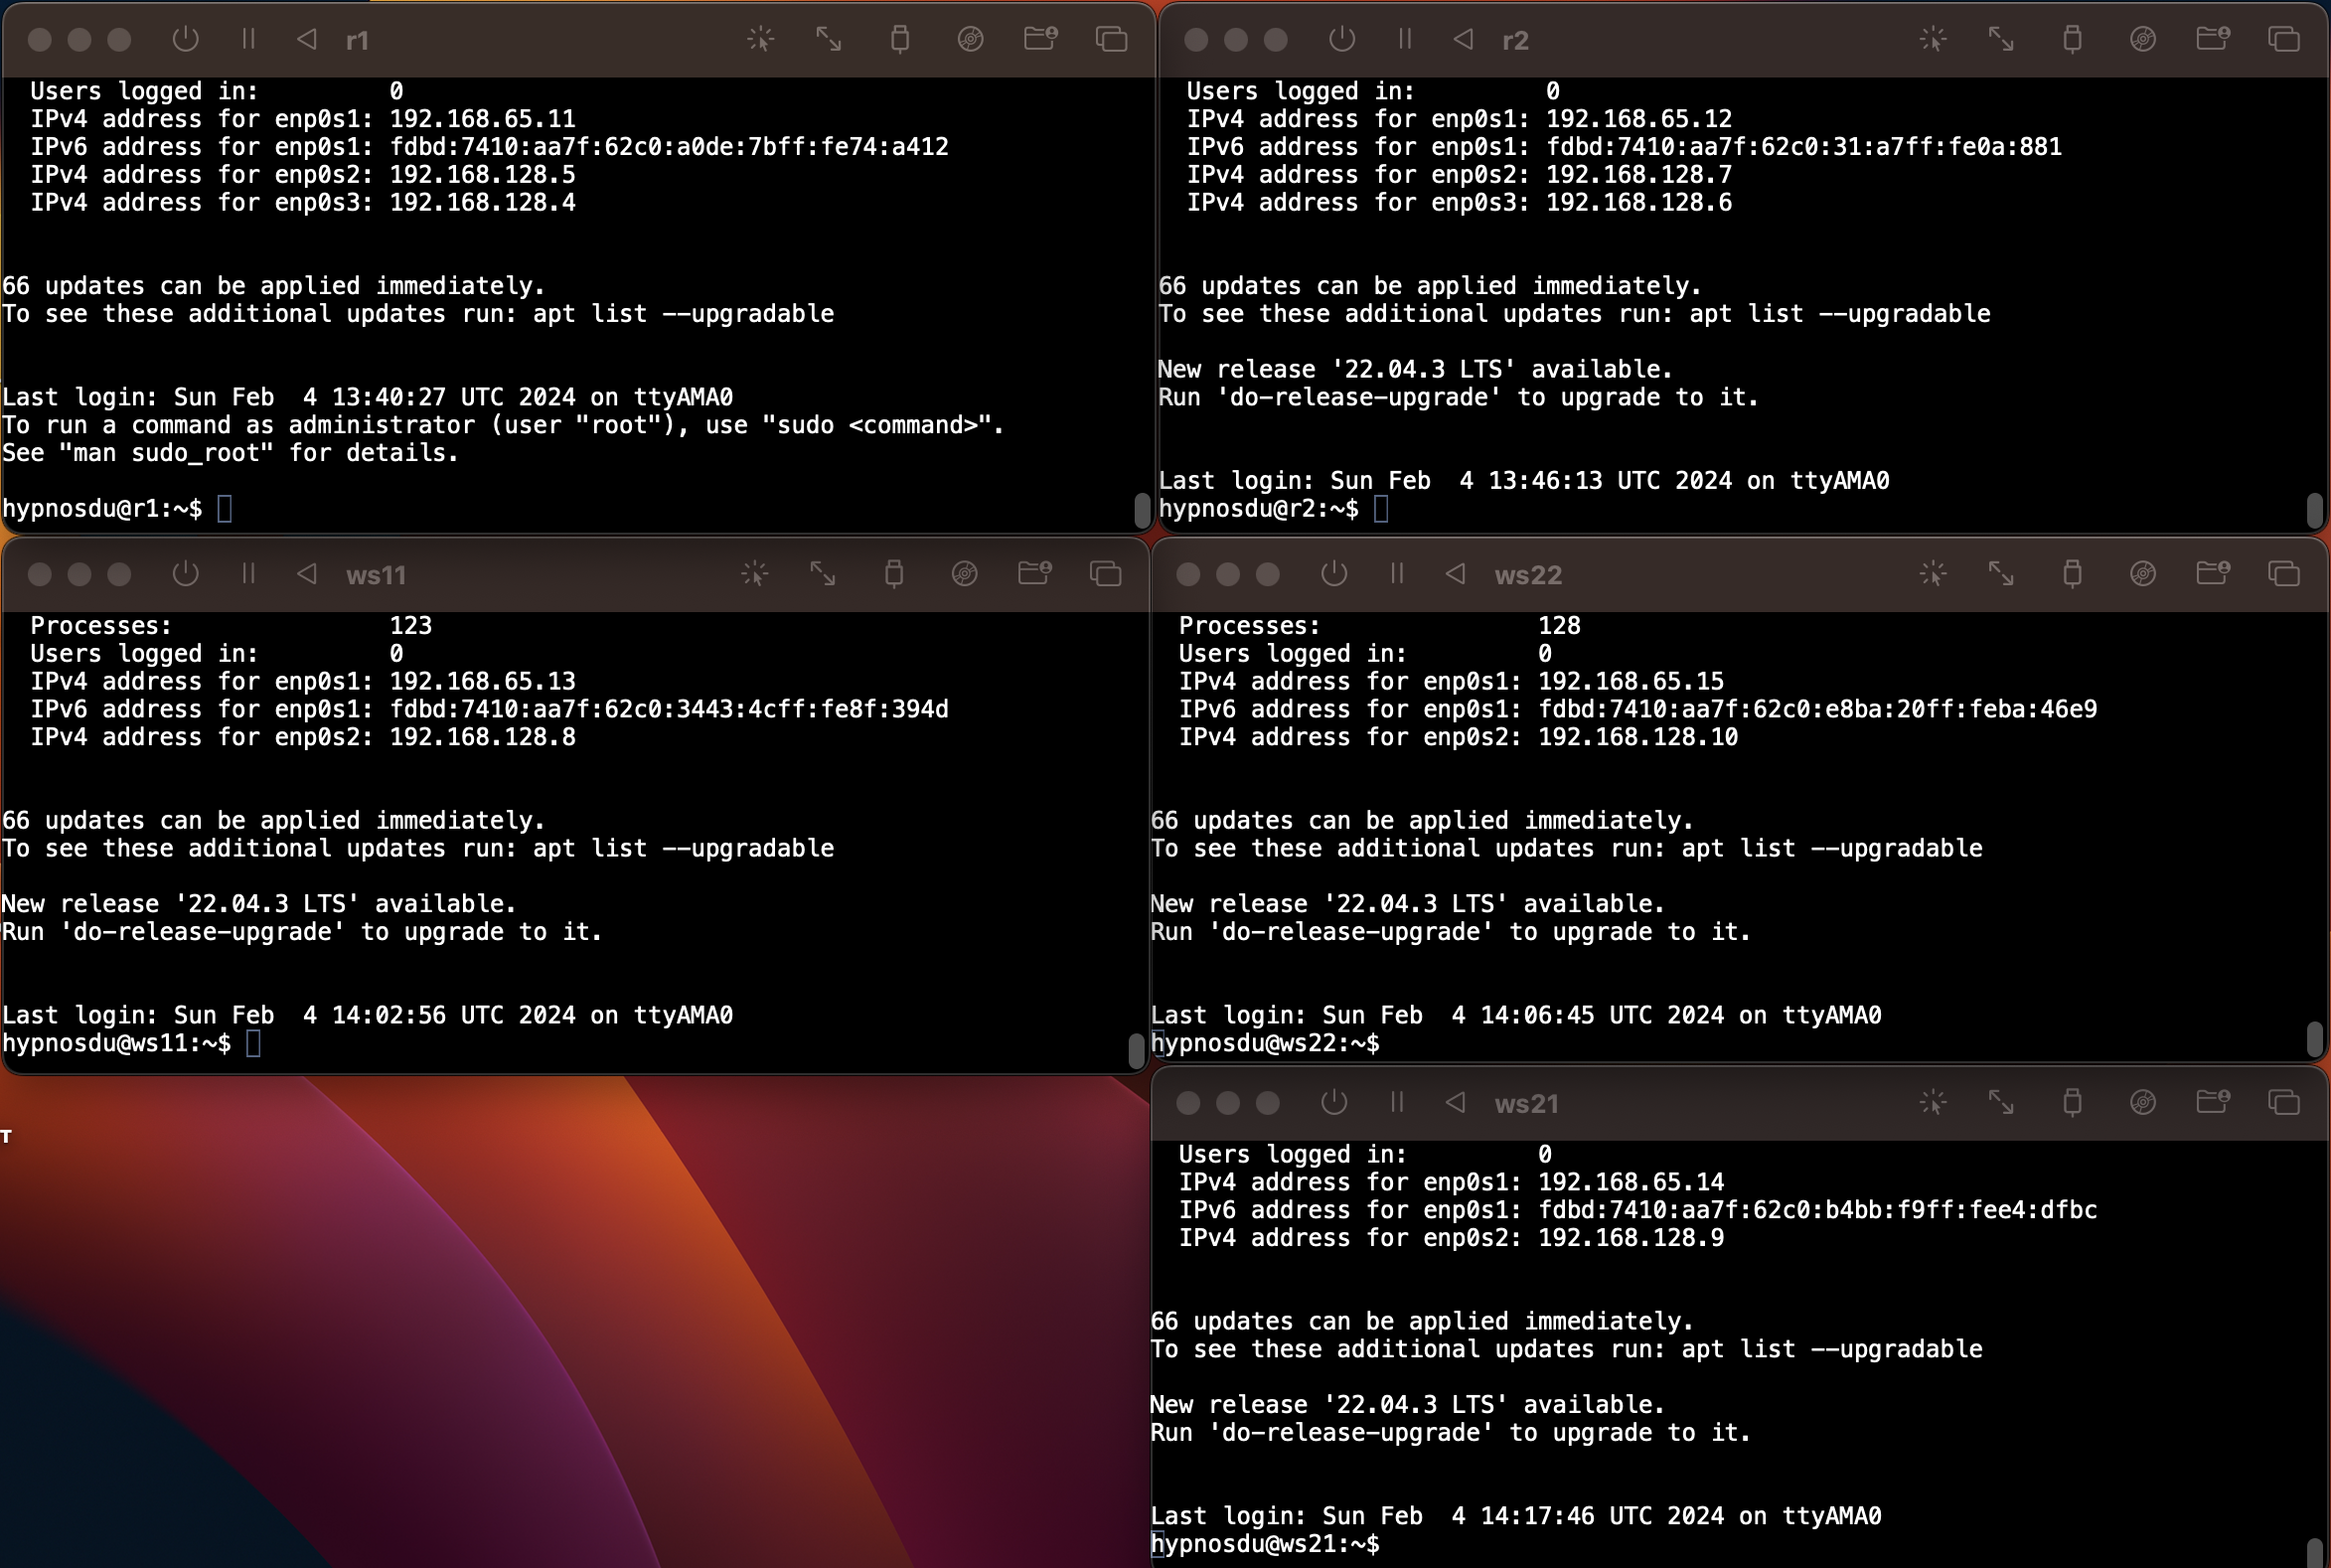 r1
Users logged in: 0
IPv4 address for enp0s1: 192.168.65.11
IPv6 address for enp0s1: fdbd:7410:aa7f:62c0:a0de:7bff:fe74:a412
IPv4 address for enp0s2: 192.168.128.5
IPv4 address for enp0s3: 192.168.128.4
66 updates can be applied immediately.
To see these additional updates run: apt list --upgradable
Last login: Sun Feb  4 13:40:27 UTC 2024 on ttyAMA0
To run a command as administrator (user "root"), use "sudo <command>".
See "man sudo_root" for details.
hypnosdu@r1:~$
r2
Users logged in: 0
IPv4 address for enp0s1: 192.168.65.12
IPv6 address for enp0s1: fdbd:7410:aa7f:62c0:31:a7ff:fe0a:881
IPv4 address for enp0s2: 192.168.128.7
IPv4 address for enp0s3: 192.168.128.6
66 updates can be applied immediately.
To see these additional updates run: apt list --upgradable
New release '22.04.3 LTS' available.
Run 'do-release-upgrade' to upgrade to it.
Last login: Sun Feb  4 13:46:13 UTC 2024 on ttyAMA0
hypnosdu@r2:~$
ws11
Processes: 123
Users logged in: 0
IPv4 address for enp0s1: 192.168.65.13
IPv6 address for enp0s1: fdbd:7410:aa7f:62c0:3443:4cff:fe8f:394d
IPv4 address for enp0s2: 192.168.128.8
66 updates can be applied immediately.
To see these additional updates run: apt list --upgradable
New release '22.04.3 LTS' available.
Run 'do-release-upgrade' to upgrade to it.
Last login: Sun Feb  4 14:02:56 UTC 2024 on ttyAMA0
hypnosdu@ws11:~$
ws22
Processes: 128
Users logged in: 0
IPv4 address for enp0s1: 192.168.65.15
IPv6 address for enp0s1: fdbd:7410:aa7f:62c0:e8ba:20ff:feba:46e9
IPv4 address for enp0s2: 192.168.128.10
66 updates can be applied immediately.
To see these additional updates run: apt list --upgradable
New release '22.04.3 LTS' available.
Run 'do-release-upgrade' to upgrade to it.
Last login: Sun Feb  4 14:06:45 UTC 2024 on ttyAMA0
hypnosdu@ws22:~$
т
ws21
Users logged in: 0
IPv4 address for enp0s1: 192.168.65.14
IPv6 address for enp0s1: fdbd:7410:aa7f:62c0:b4bb:f9ff:fee4:dfbc
IPv4 address for enp0s2: 192.168.128.9
66 updates can be applied immediately.
To see these additional updates run: apt list --upgradable
New release '22.04.3 LTS' available.
Run 'do-release-upgrade' to upgrade to it.
Last login: Sun Feb  4 14:17:46 UTC 2024 on ttyAMA0
hypnosdu@ws21:~$